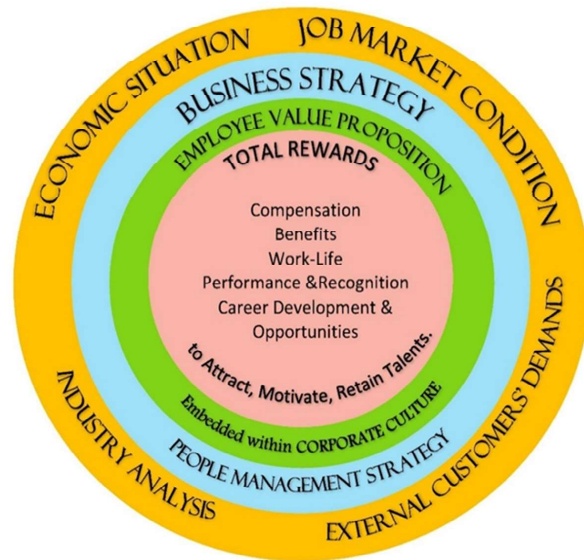 ECONOMIC SITUATION
JOB MARKET CONDITION
BUSINESS STRATEGY
EMPLOYEE VALUE PROPOSITION
TOTAL REWARDS
Compensation
Benefits
Work-Life
Performance &Recognition
Career Development &
Opportunities
to Attract, Motivate, Retain Talents.
Embedded within CORPORATE CULTURE
PEOPLE MANAGEMENT STRATEGY
INDUSTRY ANALYSIS
EXTERNAL CUSTOMERS' DEMANDS